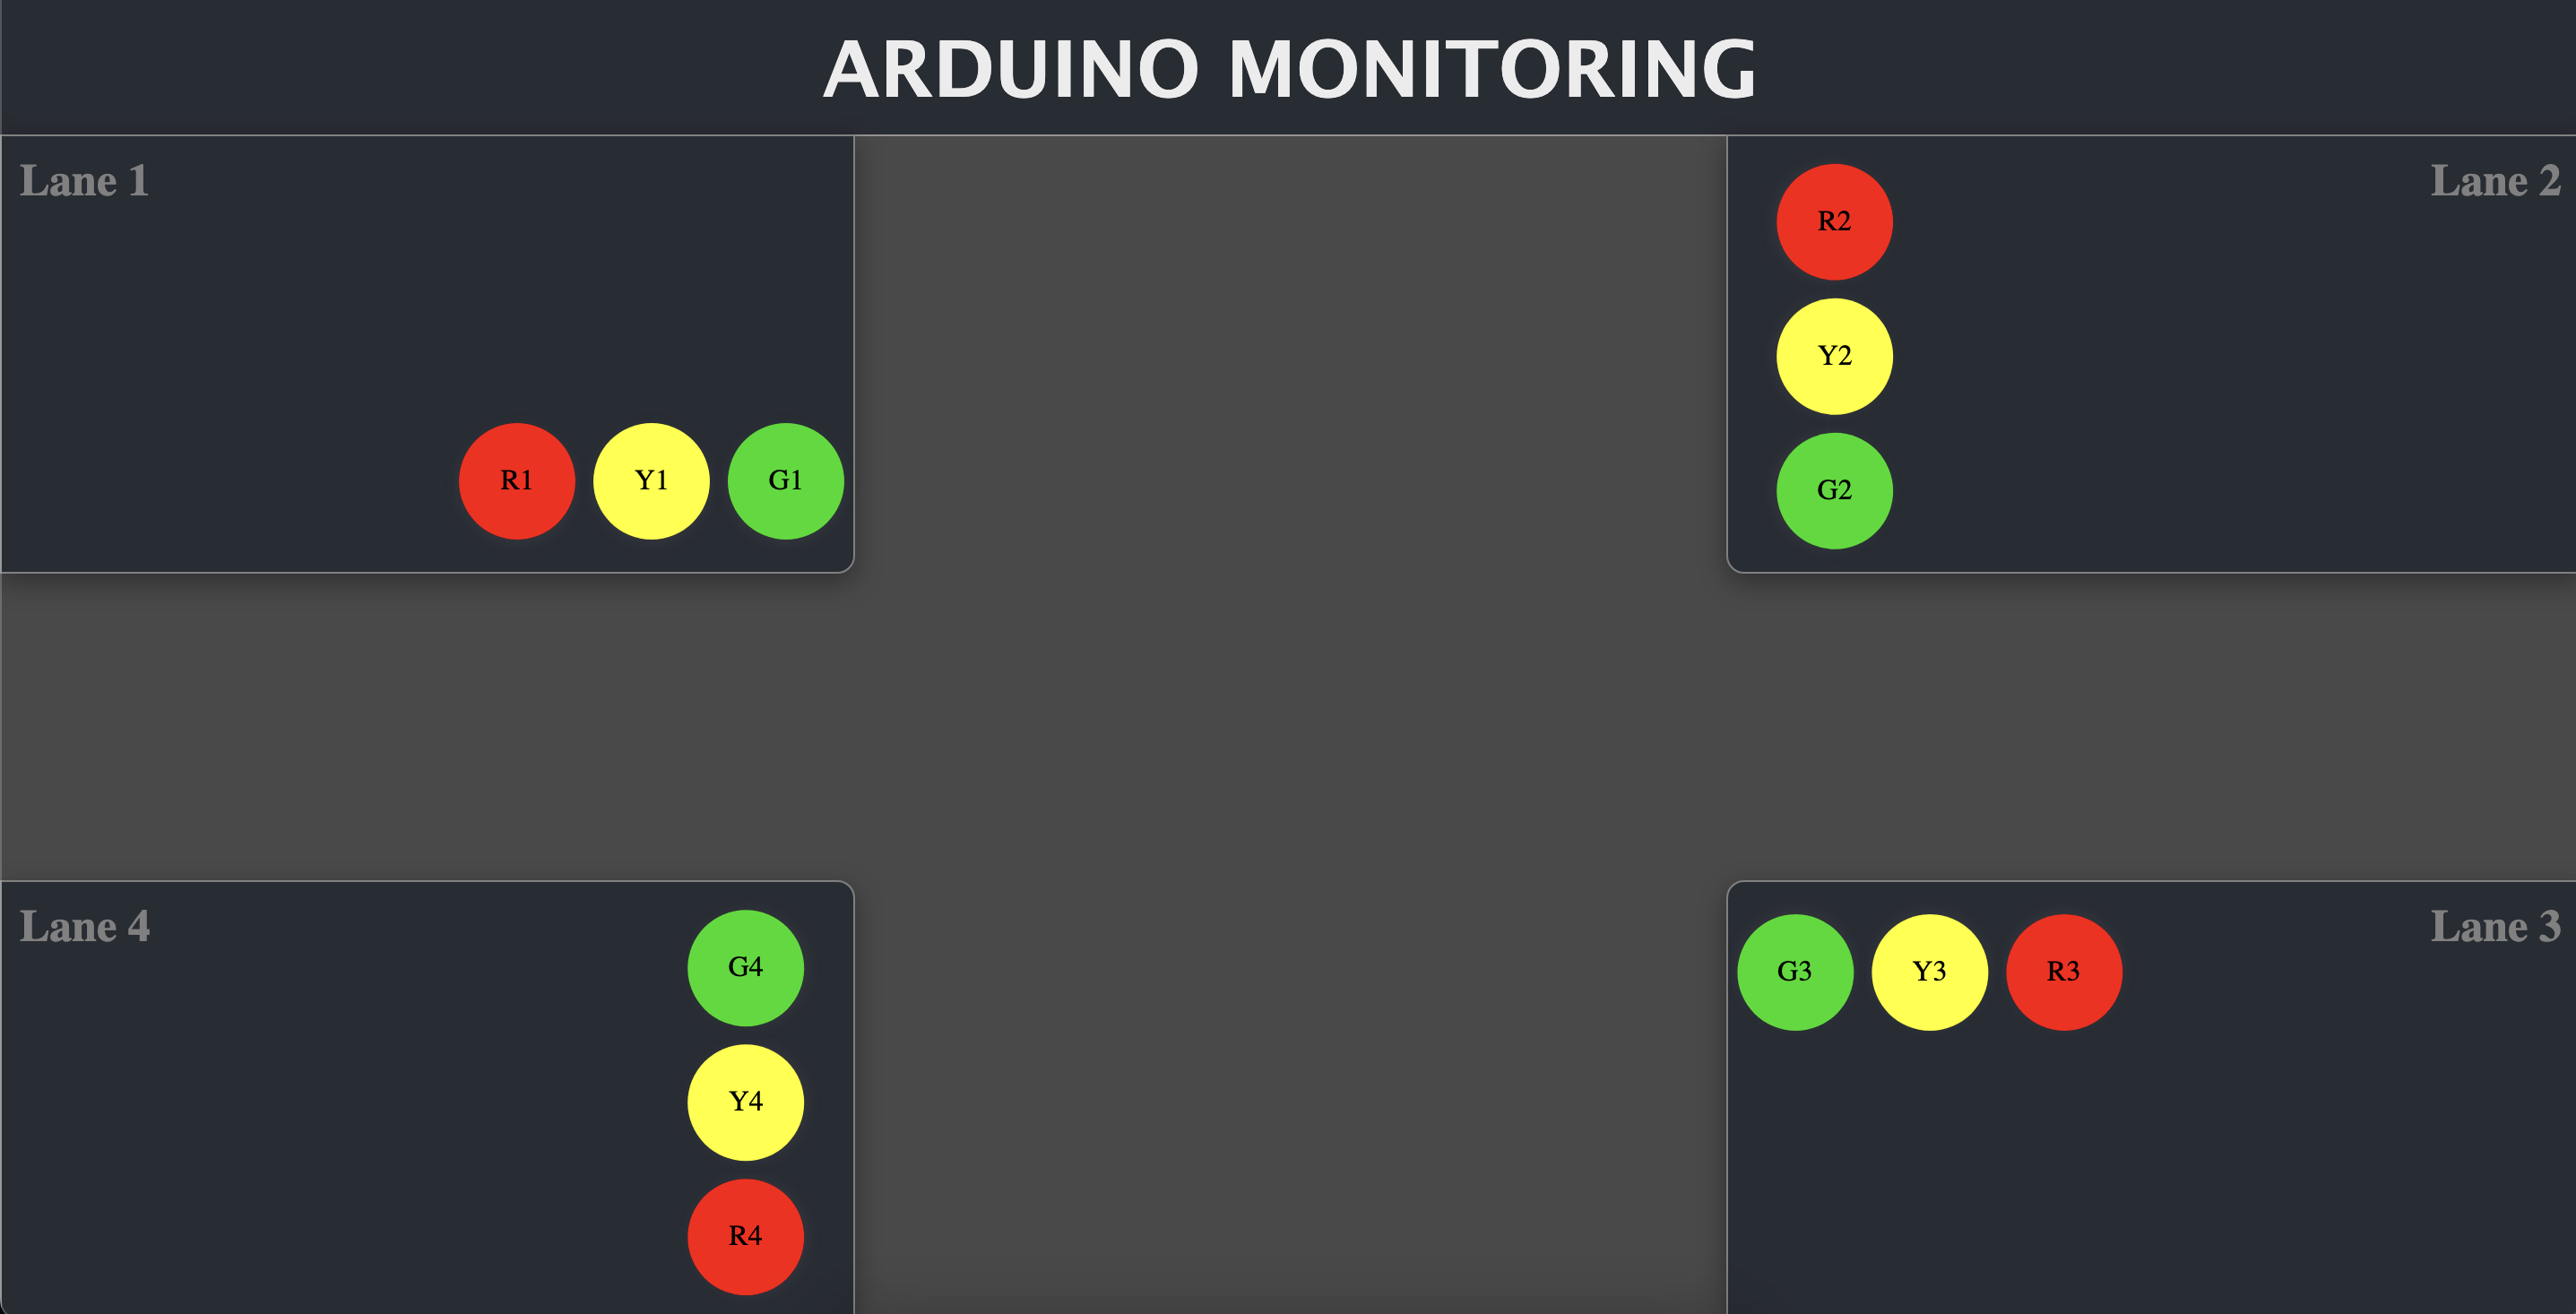 ARDUINO MONITORING
Lane 1
R1 Y1 G1
Lane 2
R2
Y2
G2
Lane 4
G4
Y4
R4
Lane 3
G3 Y3 R3